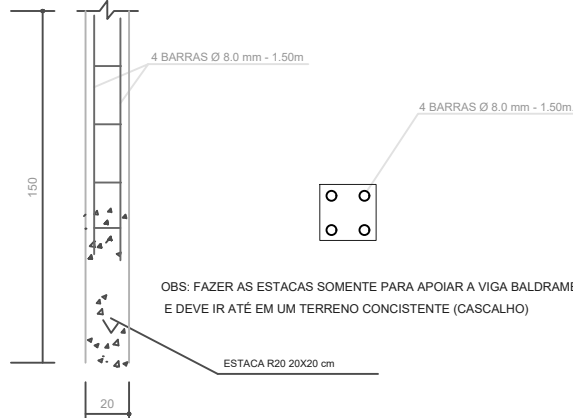 4 BARRAS Ø 8.0 mm - 1.50m
4 BARRAS Ø 8.0 mm - 1.50m
150
OBS: FAZER AS ESTACAS SOMENTE PARA APOIAR A VIGA BALDRAME
E DEVE IR ATÉ EM UM TERRENO CONCISTENTE (CASCALHO)
ESTACA R20 20X20 cm
20